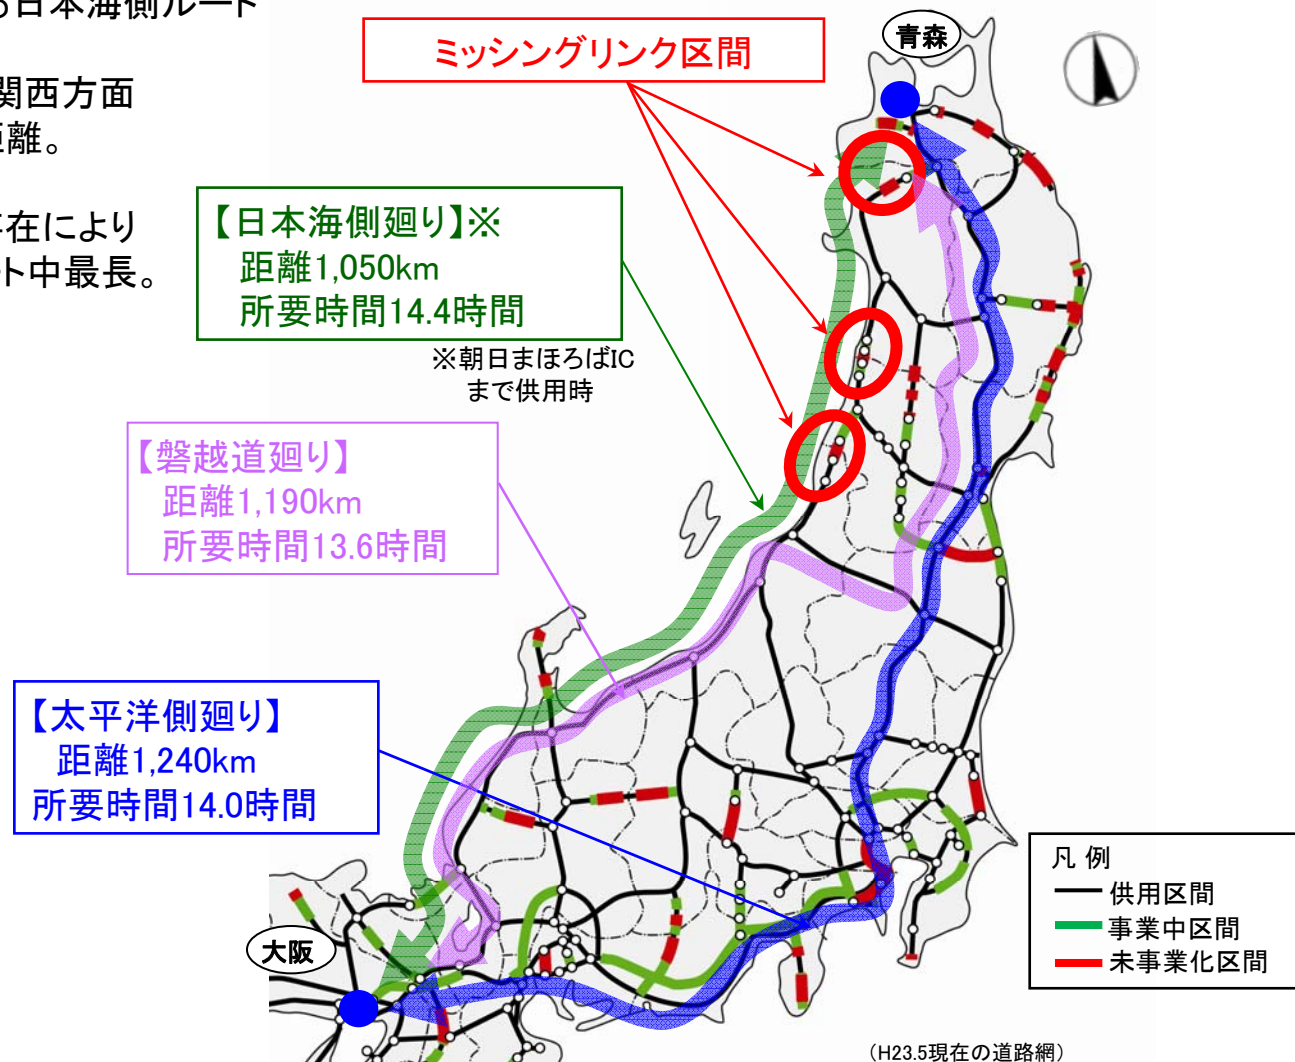 る日本海側ルート
関西方面
距離。
存在により
ート中最長。
ミッシングリンク区間
青森
【日本海側廻り】※
距離1,050km
所要時間14.4時間
※朝日まほろばIC
まで供用時
【磐越道廻り】
距離1,190km
所要時間13.6時間
【太平洋側廻り】
距離1,240km
所要時間14.0時間
大阪
凡 例
供用区間
事業中区間
未事業化区間
（H23.5現在の道路網）